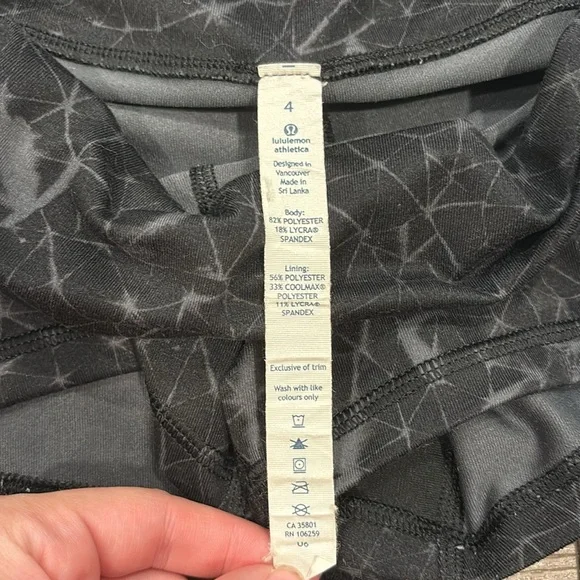 4
lululemon
athletica
Designed in
Vancouver
Made in
Sri Lanka
Body:
82% POLYESTER
18% LYCRA®
SPANDEX
Lining:
56% POLYESTER
33% COOLMAX®
POLYESTER
11% LYCRA®
SPANDEX
Exclusive of trim
Wash with like
colours only
CA 35801
RN 106259
06